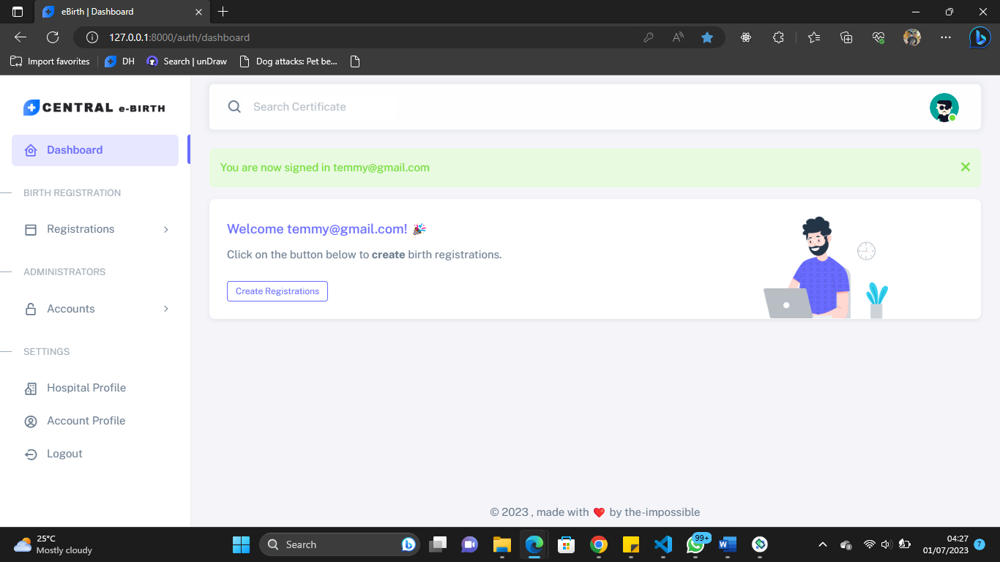 eBirth | Dashboard
127.0.0.1:8000/auth/dashboard
Import favorites
DH
Search | unDraw
Dog attacks: Pet be...
CENTRAL e-BIRTH
Search Certificate
Dashboard
You are now signed in temmy@gmail.com
BIRTH REGISTRATION
Registrations
Welcome temmy@gmail.com! 🎉
Click on the button below to create birth registrations.
ADMINISTRATORS
Create Registrations
Accounts
SETTINGS
Hospital Profile
Account Profile
Logout
© 2023 , made with ❤️ by the-impossible
25°C
Mostly cloudy
Search
99+
04:27
01/07/2023
7